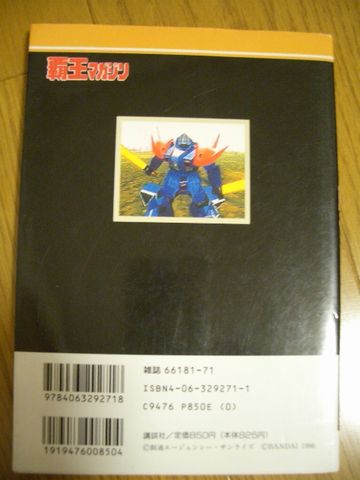 覇王マガジン
雑誌 66181-71
ISBN4-06-329271-1
C9476 P850E (0)
9784063292718
講談社／定価850円（本体825円）
1919476008504
©創通エージェンシー・サンライズ ©BANDAI 1996